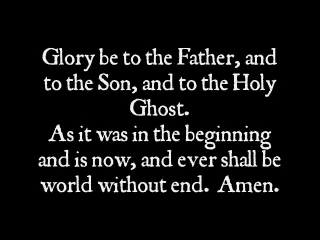 Glory be to the Father, and
to the Son, and to the Holy
Ghost.
As it was in the beginning
and is now, and ever shall be
world without end. Amen.